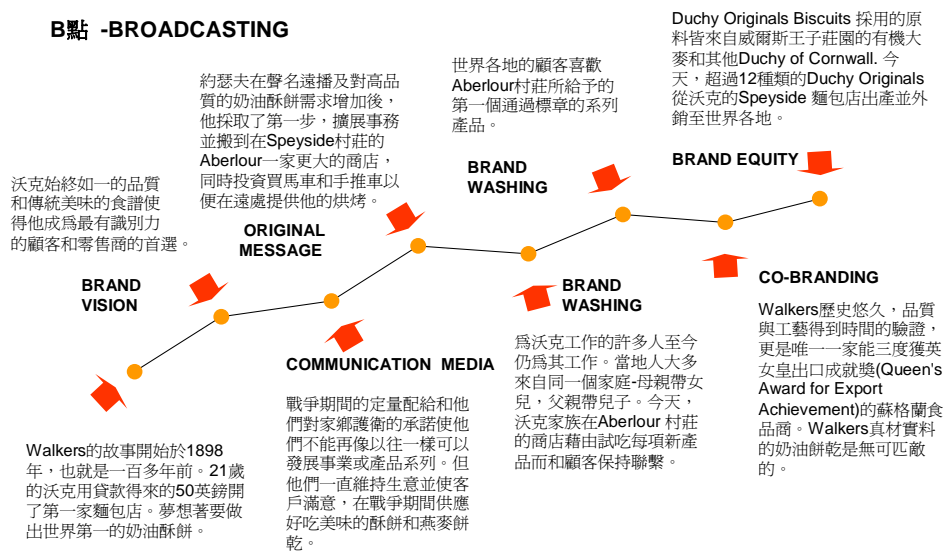 B點 -BROADCASTING
沃克始終如一的品質
和傳統美味的食譜使
得他成爲最有識別力
的顧客和零售商的首選。
BRAND
VISION
Walkers的故事開始於1898
年，也就是一百多年前。21歲
的沃克用貸款得來的50英鎊開
了第一家麵包店。夢想著要做
出世界第一的奶油酥餅。
約瑟夫在聲名遠播及對高品
質的奶油酥餅需求增加後，
他採取了第一步，擴展事務
並搬到在Speyside村莊的
Aberlour一家更大的商店，
同時投資買馬車和手推車以
便在遠處提供他的烘烤。
ORIGINAL
MESSAGE
COMMUNICATION MEDIA
戰爭期間的定量配給和他
們對家鄉護衛的承諾使他
們不能再像以往一樣可以
發展事業或產品系列。但
他們一直維持生意並使客
戶滿意，在戰爭期間供應
好吃美味的酥餅和燕麥餅
乾。
世界各地的顧客喜歡
Aberlour村莊所給予的
第一個通過標章的系列
產品。
BRAND
WASHING
BRAND
WASHING
爲沃克工作的許多人至今
仍爲其工作。當地人大多
來自同一個家庭-母親帶女
兒，父親帶兒子。今天，
沃克家族在Aberlour 村莊
的商店藉由試吃每項新產
品而和顧客保持聯繫。
Duchy Originals Biscuits 採用的原
料皆來自威爾斯王子莊園的有機大
麥和其他Duchy of Cornwall. 今
天，超過12種類的Duchy Originals
從沃克的Speyside 麵包店出產並外
銷至世界各地。
BRAND EQUITY
CO-BRANDING
Walkers歷史悠久，品質
與工藝得到時間的驗證，
更是唯一一家能三度獲英
女皇出口成就獎(Queen's
Award for Export
Achievement)的蘇格蘭食
品商。Walkers真材實料
的奶油餅乾是無可匹敵
的。